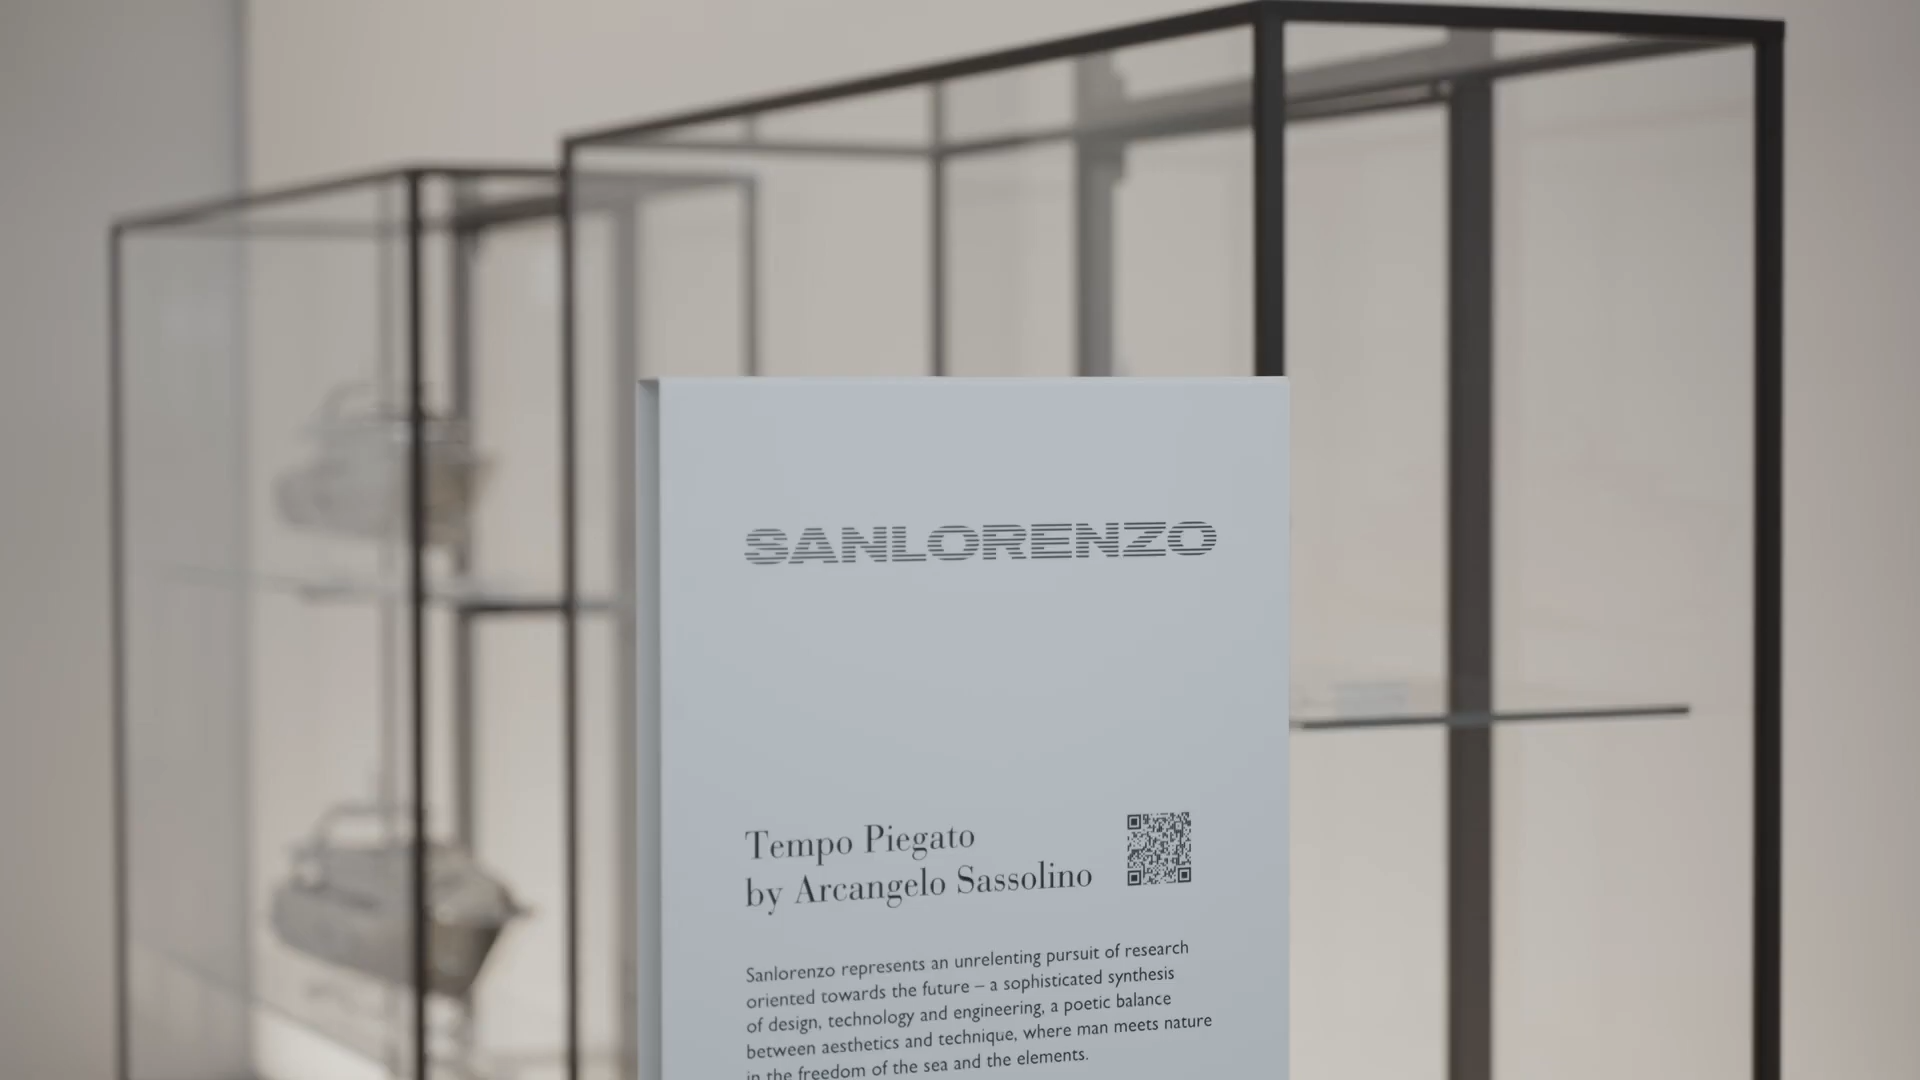 SANLORENZO
Tempo Piegato
by Arcangelo Sassolino
Sanlorenzo represents an unrelenting pursuit of research
oriented towards the future – a sophisticated synthesis
of design, technology and engineering, a poetic balance
between aesthetics and technique, where man meets nature
in the freedom of the sea and the elements.